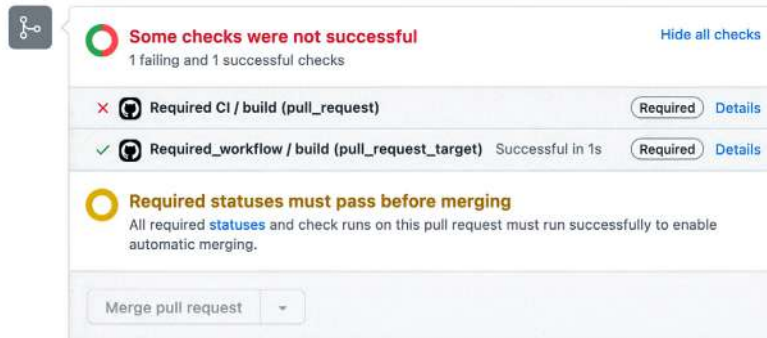 Some checks were not successful
Hide all checks
1 failing and 1 successful checks
Required CI / build (pull_request)
Required
Details
Required_workflow / build (pull_request_target)
Successful in 1s
Required
Details
Required statuses must pass before merging
All required statuses and check runs on this pull request must run successfully to enable
automatic merging.
Merge pull request